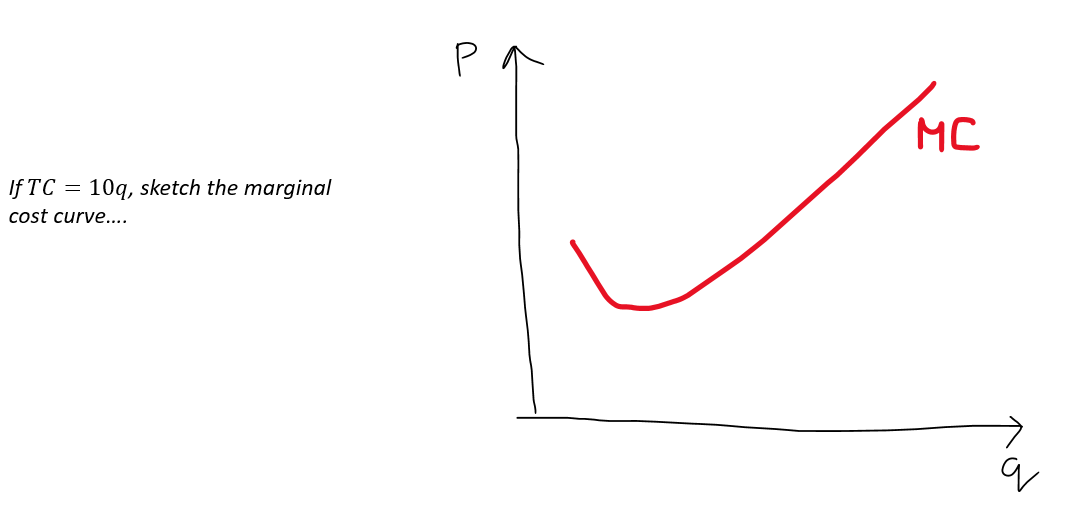 P
MC
If TC = 10q, sketch the marginal
cost curve….
q